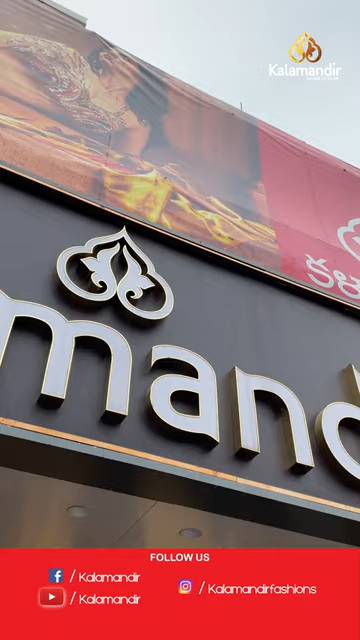 Kalamandir
mand
FOLLOW US
/ Kalamandir
/ Kalamandir
/ Kalamandirfashions